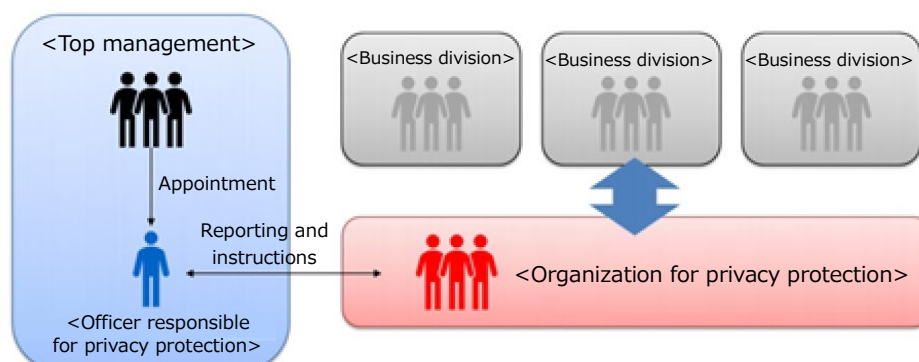 <Top management>
Appointment
Reporting and
instructions
<Officer responsible
for privacy protection>
<Business division>
<Business division>
<Business division>
<Organization for privacy protection>